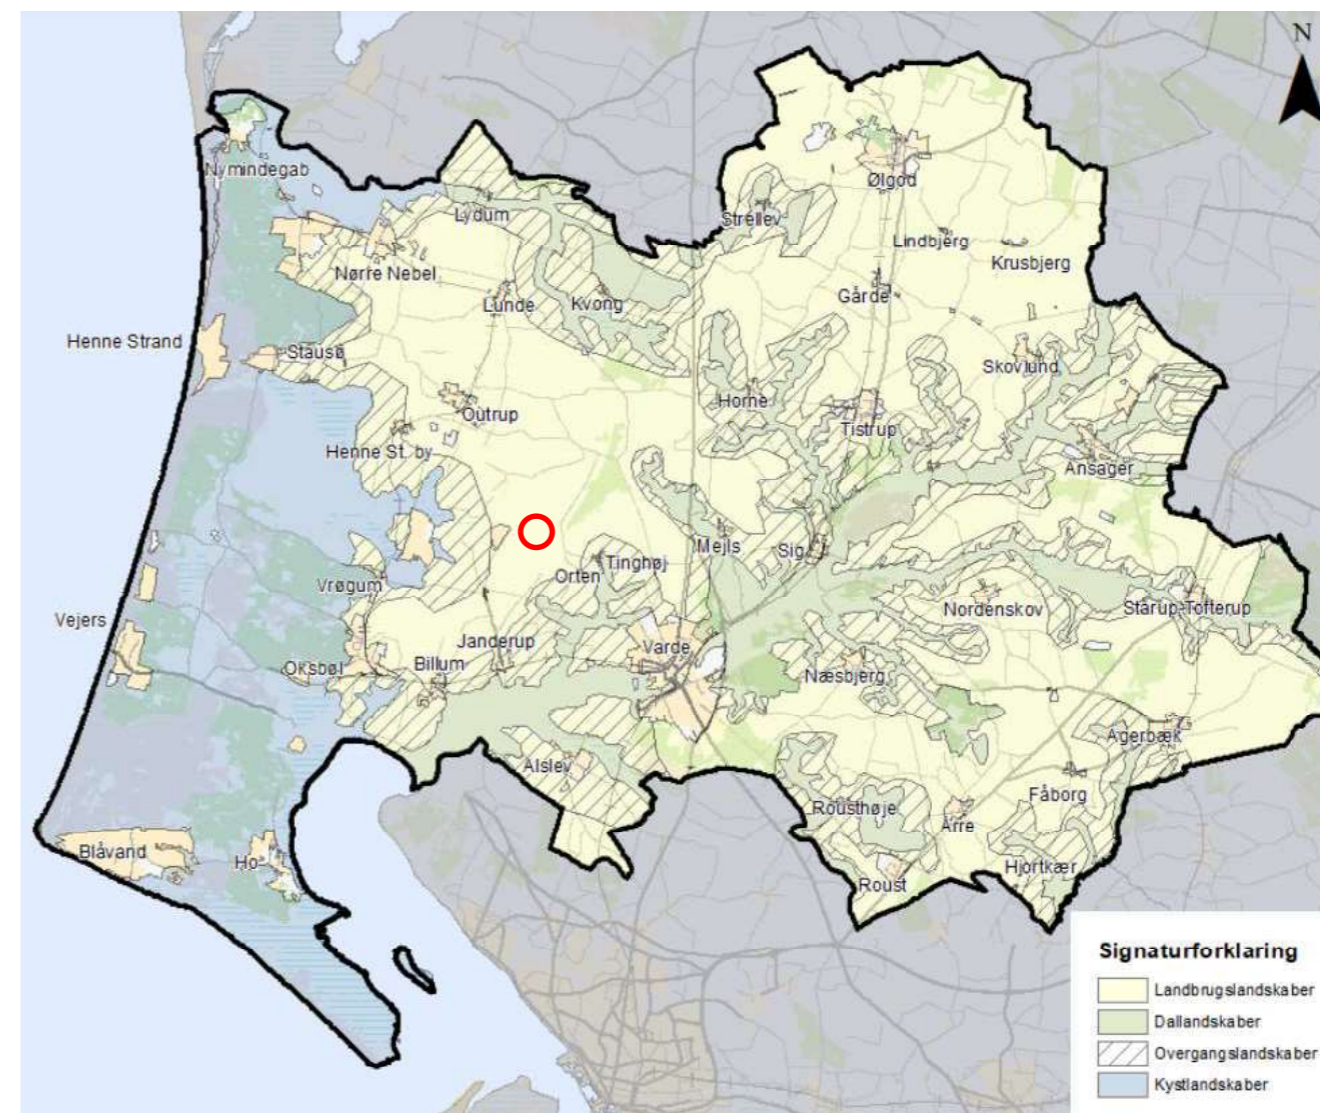 N
Nymindegab
Lydum
Strellev
Ølgod
Lindbjerg
Krusbjerg
Nørre Nebel
Lunde
Kvong
Gårde
Henne Strand
Stausø
Skovlund
Outrup
Horne
Tistrup
Henne St. by
Ansager
Mejls
Sig
Tinghøj
Orten
Vrøgum
Nordenskov
Starup-Tofterup
Vejers
Janderup
Varde
Oksbøl
Billum
Næsbjerg
Agerbæk
Alslev
Fåborg
Rousthøje
Arre
Blåvand
Ho
Hjortkær
Roust
Signaturforklaring
Landbrugslandskaber
Dallandskaber
Overgangslandskaber
Kystlandskaber